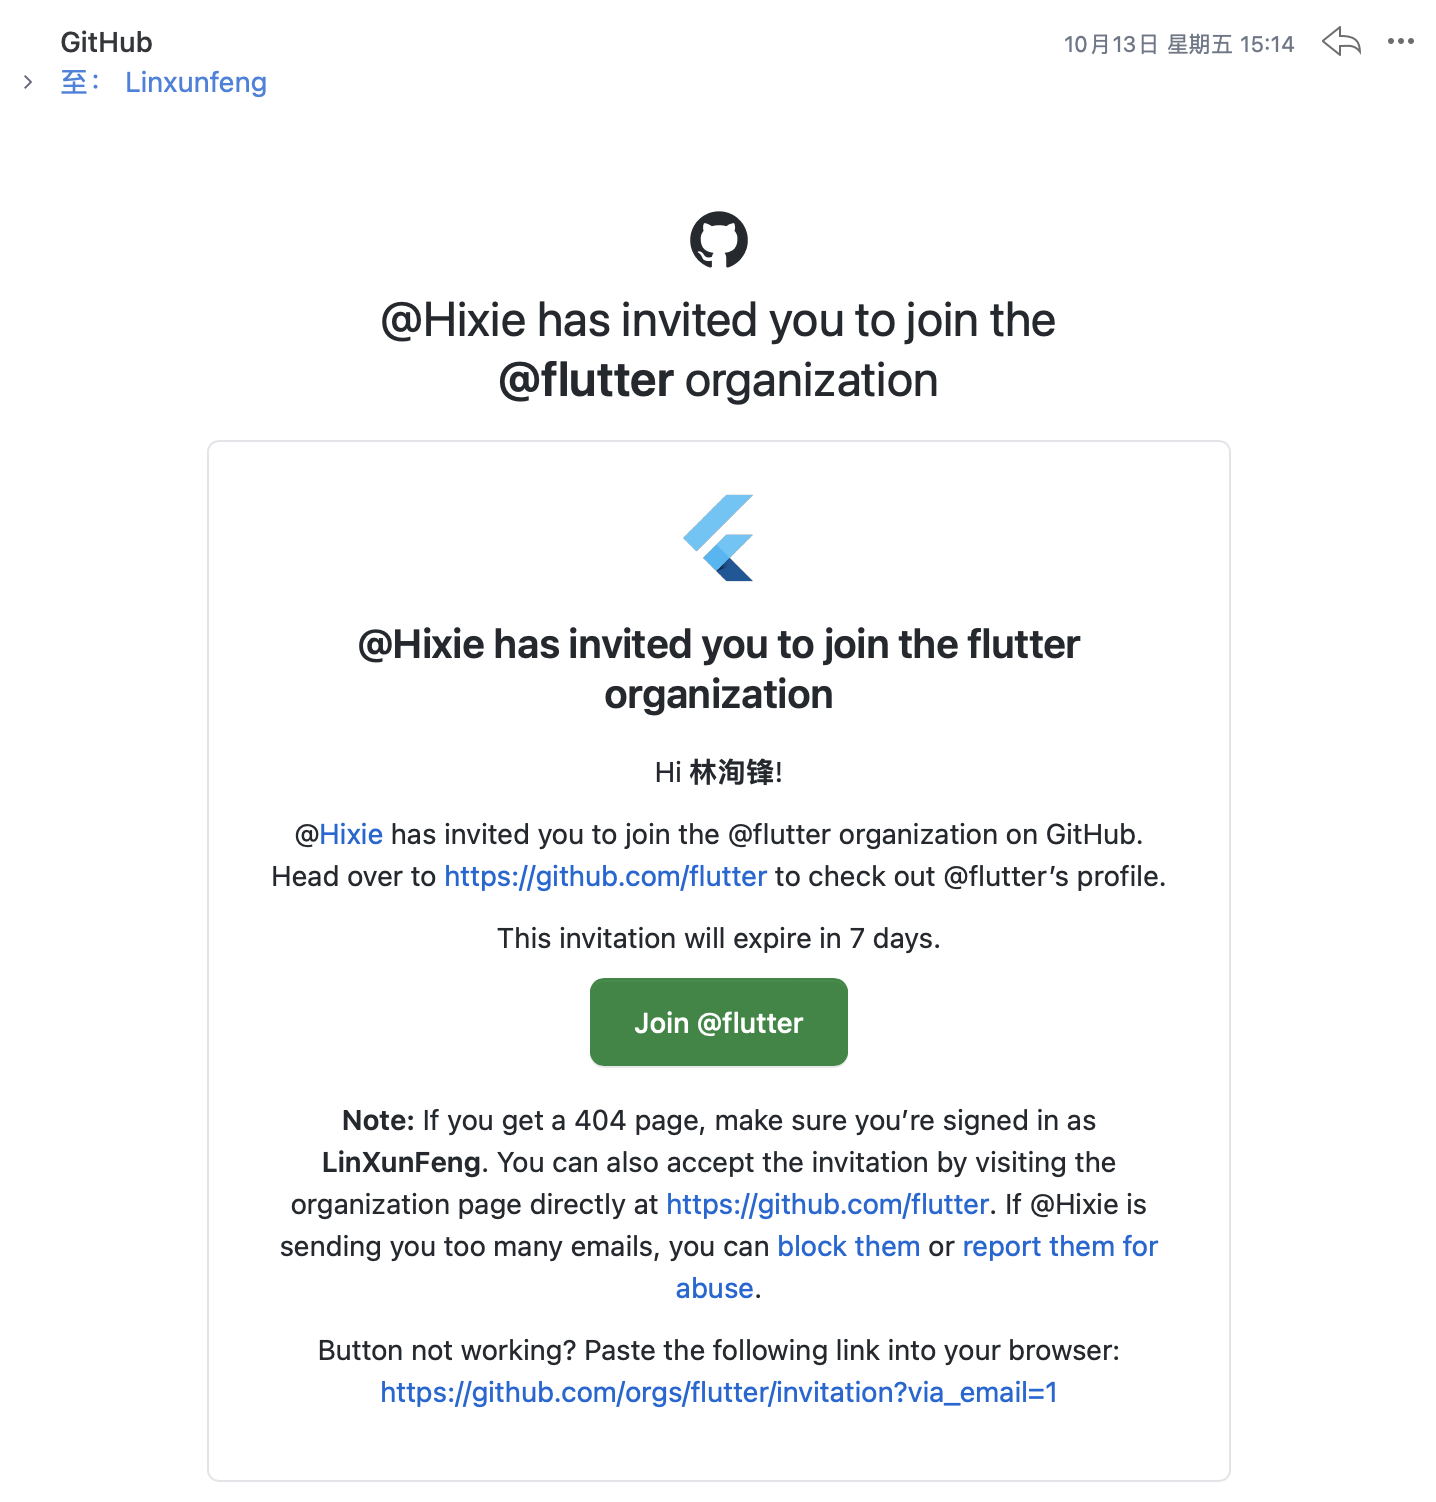 GitHub
10月13日 星期五 15:14
至： Linxunfeng
@Hixie has invited you to join the
@flutter organization
@Hixie has invited you to join the flutter
organization
Hi 林洵锋!
@Hixie has invited you to join the @flutter organization on GitHub.
Head over to https://github.com/flutter to check out @flutter’s profile.
This invitation will expire in 7 days.
Join @flutter
Note: If you get a 404 page, make sure you’re signed in as
LinXunFeng. You can also accept the invitation by visiting the
organization page directly at https://github.com/flutter. If @Hixie is
sending you too many emails, you can block them or report them for
abuse.
Button not working? Paste the following link into your browser:
https://github.com/orgs/flutter/invitation?via_email=1